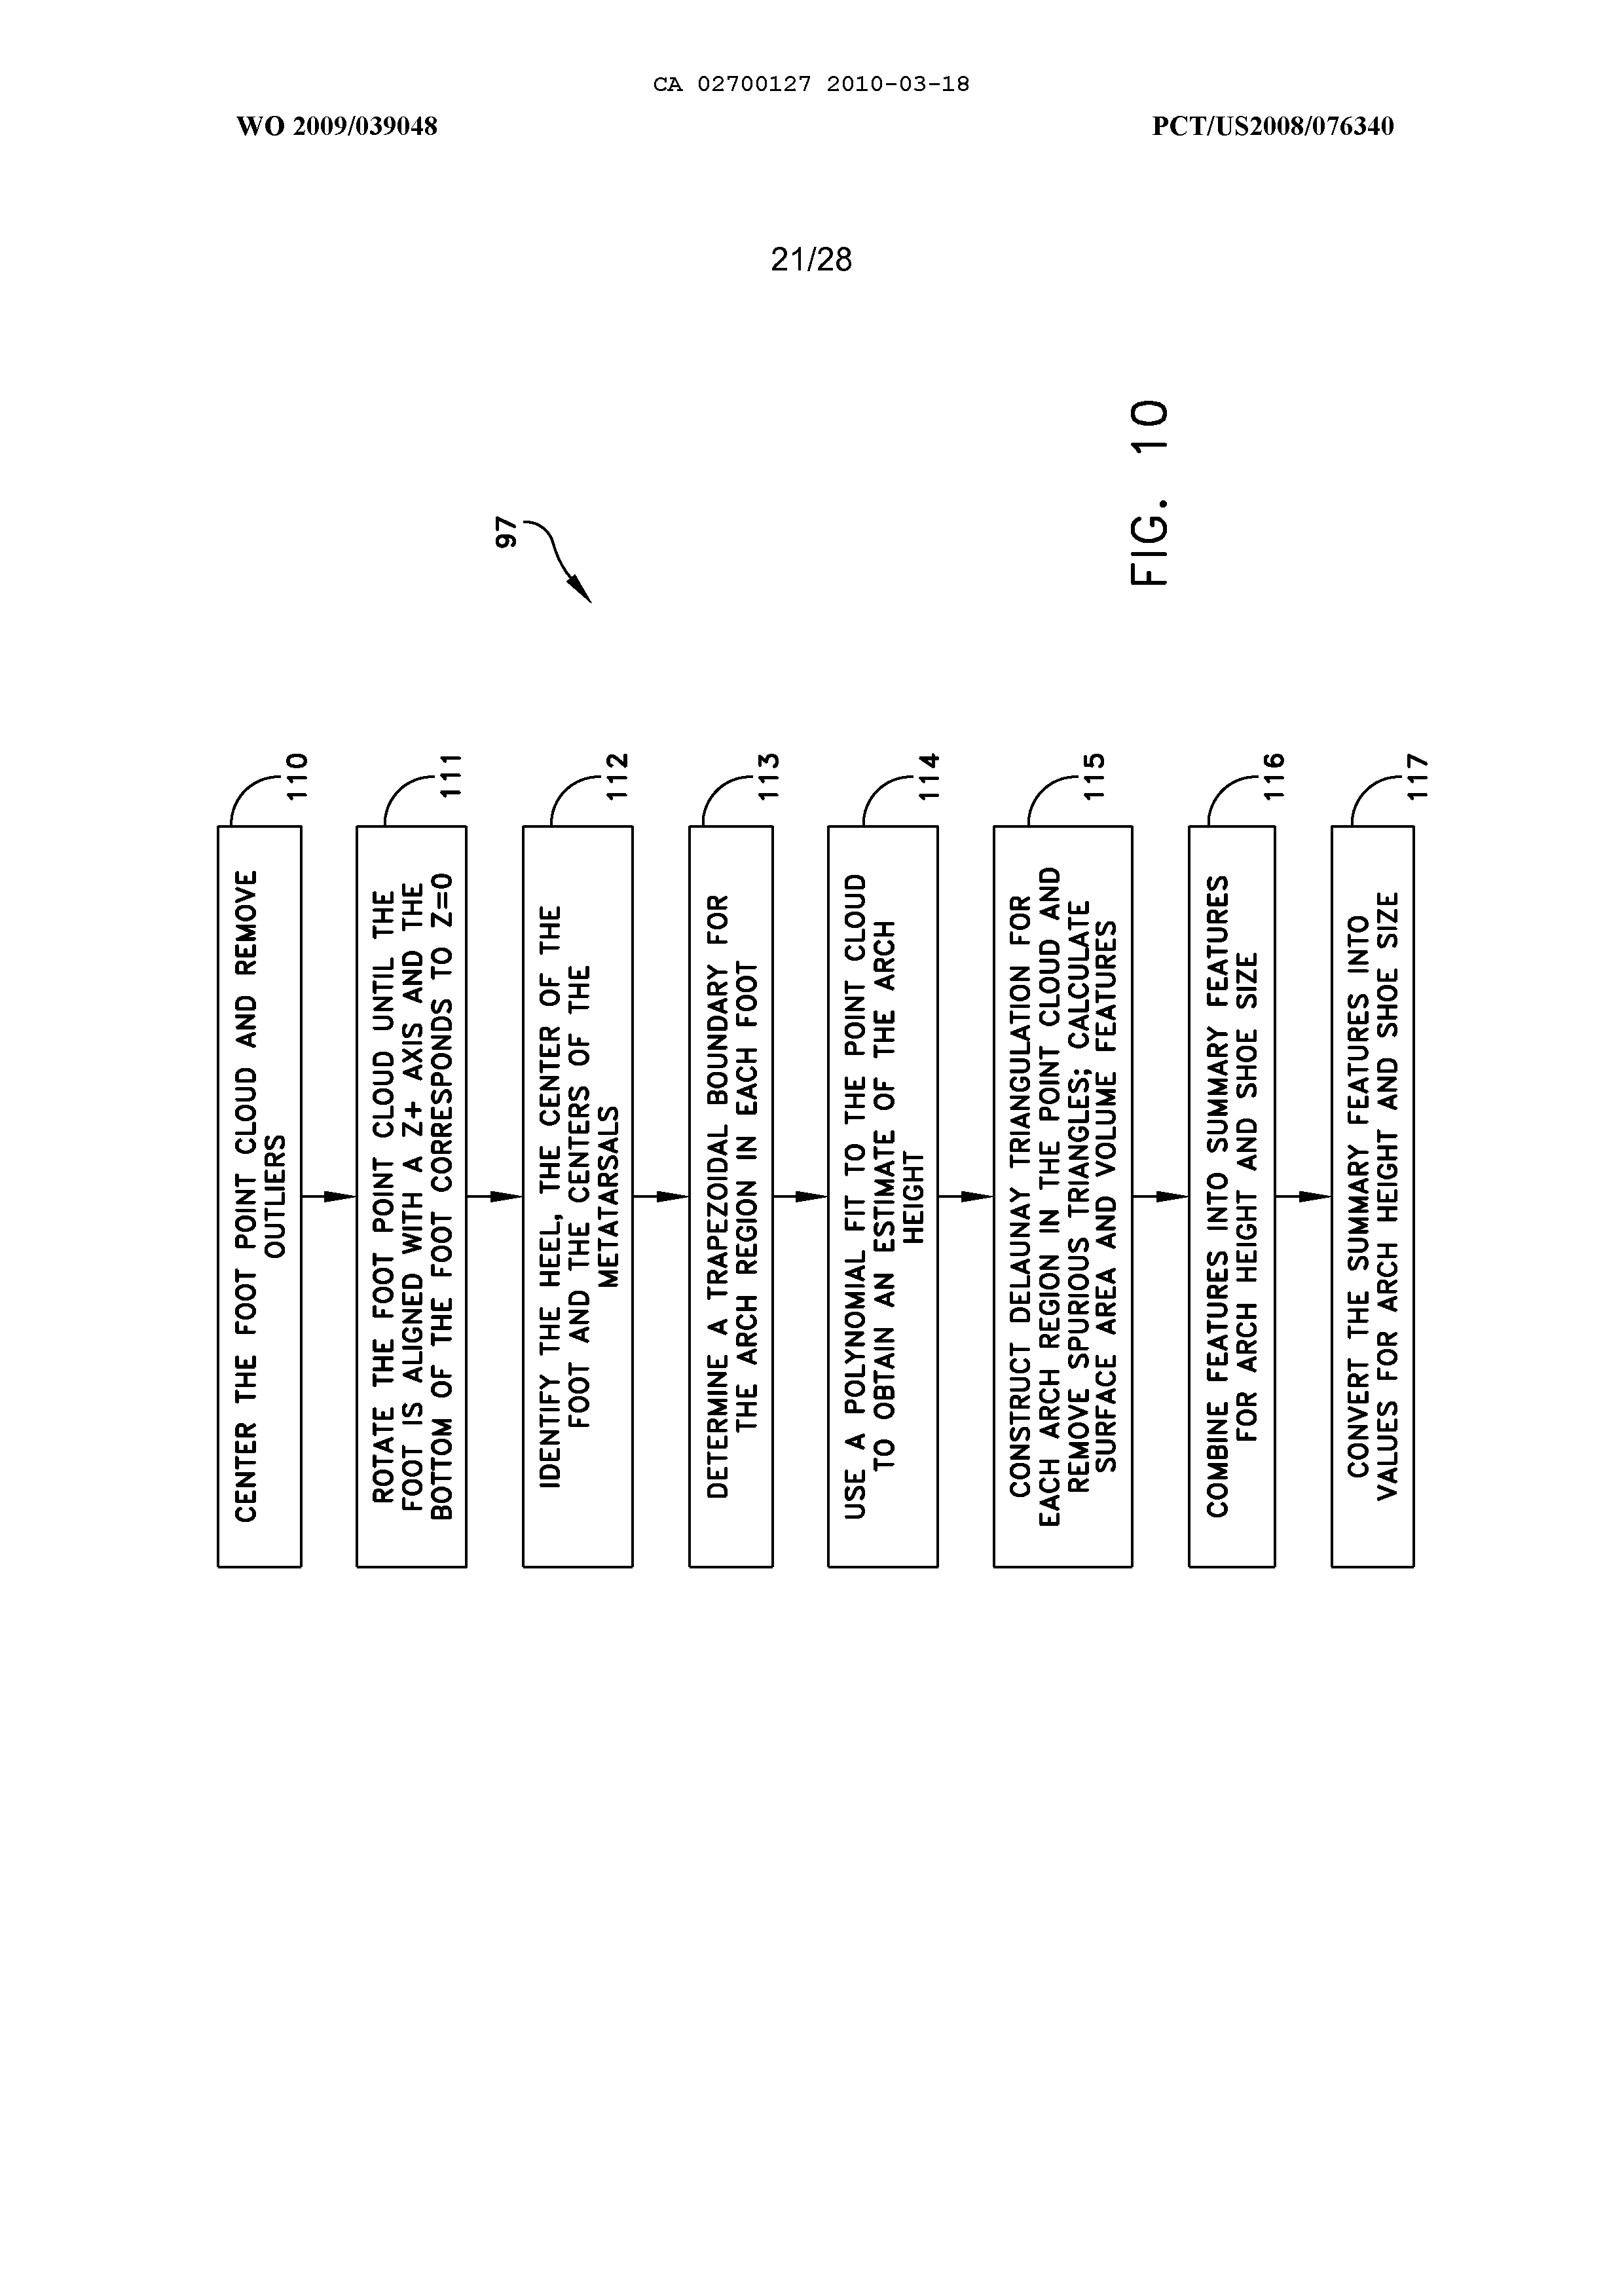 CA 02700127 2010-03-18
WO 2009/039048
PCT/US2008/076340
21/28
CENTER THE FOOT POINT CLOUD AND REMOVE
OUTLIERS
110
ROTATE THE FOOT POINT CLOUD UNTIL THE
FOOT IS ALIGNED WITH A Z+ AXIS AND THE
BOTTOM OF THE FOOT CORRESPONDS TO Z=0
111
IDENTIFY THE HEEL, THE CENTER OF THE
FOOT AND THE CENTERS OF THE
METATARSALS
112
DETERMINE A TRAPEZOIDAL BOUNDARY FOR
THE ARCH REGION IN EACH FOOT
113
USE A POLYNOMIAL FIT TO THE POINT CLOUD
TO OBTAIN AN ESTIMATE OF THE ARCH
HEIGHT
114
CONSTRUCT DELAUNAY TRIANGULATION FOR
EACH ARCH REGION IN THE POINT CLOUD AND
REMOVE SPURIOUS TRIANGLES; CALCULATE
SURFACE AREA AND VOLUME FEATURES
115
COMBINE FEATURES INTO SUMMARY FEATURES
FOR ARCH HEIGHT AND SHOE SIZE
116
CONVERT THE SUMMARY FEATURES INTO
VALUES FOR ARCH HEIGHT AND SHOE SIZE
117
97
FIG. 10